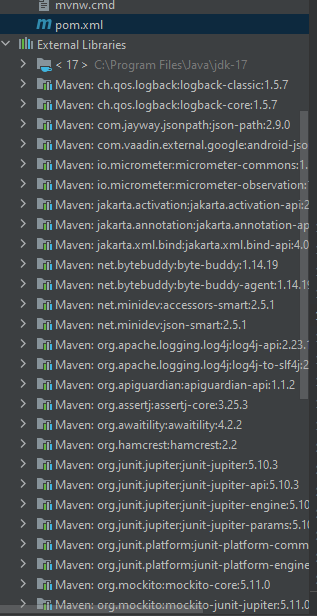 mvnw.cmd
pom.xml
External Libraries
< 17 > C:\Program Files\Java\jdk-17
Maven: ch.qos.logback:logback-classic:1.5.7
Maven: ch.qos.logback:logback-core:1.5.7
Maven: com.jayway.jsonpath:json-path:2.9.0
Maven: com.vaadin.external.google:android-jso
Maven: io.micrometer:micrometer-commons:1.
Maven: io.micrometer:micrometer-observation:
Maven: jakarta.activation:jakarta.activation-api:2
Maven: jakarta.annotation:jakarta.annotation-ap
Maven: jakarta.xml.bind:jakarta.xml.bind-api:4.0
Maven: net.bytebuddy:byte-buddy:1.14.19
Maven: net.bytebuddy:byte-buddy-agent:1.14.19
Maven: net.minidev:accessors-smart:2.5.1
Maven: net.minidev:json-smart:2.5.1
Maven: org.apache.logging.log4j:log4j-api:2.23.
Maven: org.apache.logging.log4j:log4j-to-slf4j:2
Maven: org.apiguardian:apiguardian-api:1.1.2
Maven: org.assertj:assertj-core:3.25.3
Maven: org.awaitility:awaitility:4.2.2
Maven: org.hamcrest:hamcrest:2.2
Maven: org.junit.jupiter:junit-jupiter:5.10.3
Maven: org.junit.jupiter:junit-jupiter-api:5.10.3
Maven: org.junit.jupiter:junit-jupiter-engine:5.10
Maven: org.junit.jupiter:junit-jupiter-params:5.10
Maven: org.junit.platform:junit-platform-comm
Maven: org.junit.platform:junit-platform-engine
Maven: org.mockito:mockito-core:5.11.0
Maven: org.mockito:mockito-junit-jupiter:5.11.0